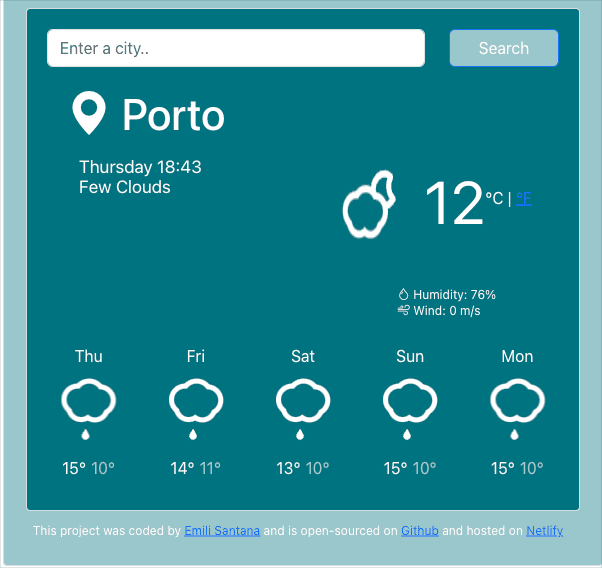 Enter a city..
Search
Porto
Thursday 18:43
Few Clouds
12°C | °F
Humidity: 76%
Wind: 0 m/s
Thu Fri Sat Sun Mon
15° 10° 14° 11° 13° 10° 15° 10° 15° 10°
This project was coded by Emili Santana and is open-sourced on Github and hosted on Netlify